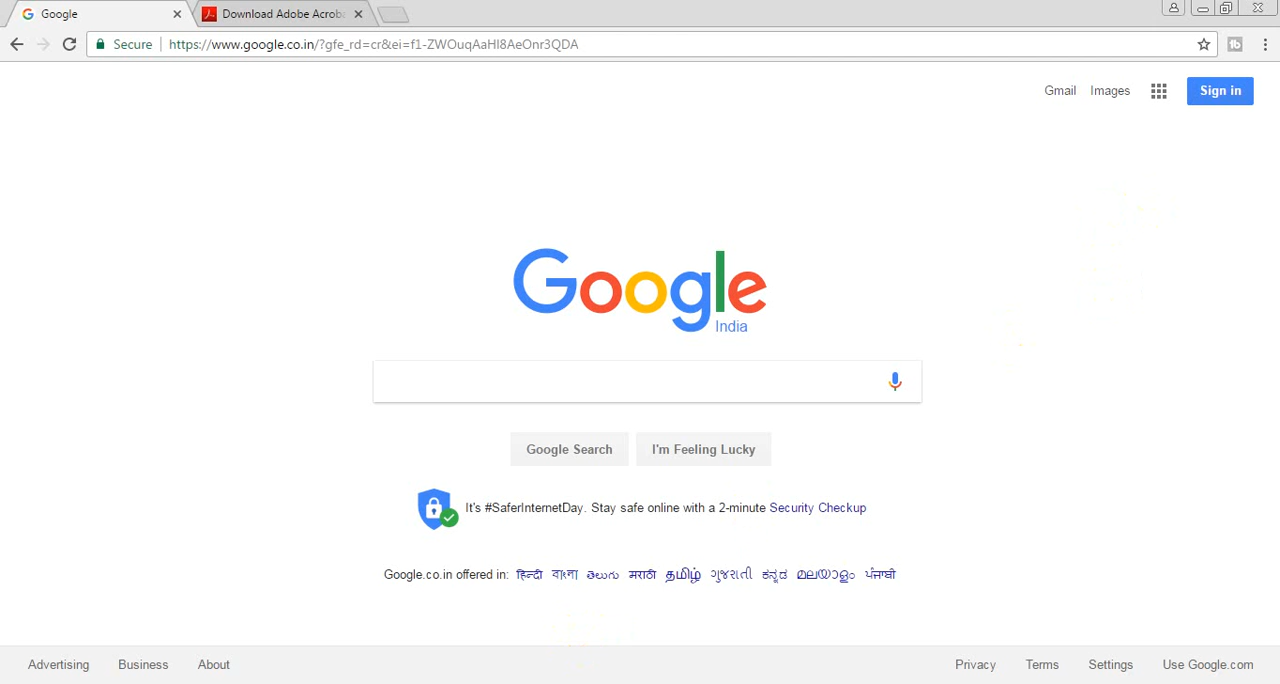 Google
Download Adobe Acrob
Secure https://www.google.co.in/?gfe_rd=cr&ei=f1-ZWOuqAaHI8AeOnr3QDA
Gmail Images Sign in
Google
India
Google Search I'm Feeling Lucky
It's #SaferInternetDay. Stay safe online with a 2-minute Security Checkup
Google.co.in offered in: हिन्दी বাংলা తెలుగు मराठी தமிழ் ગુજરાતી ಕನ್ನಡ മലയാളം ਪੰਜਾਬੀ
Advertising Business About Privacy Terms Settings Use Google.com